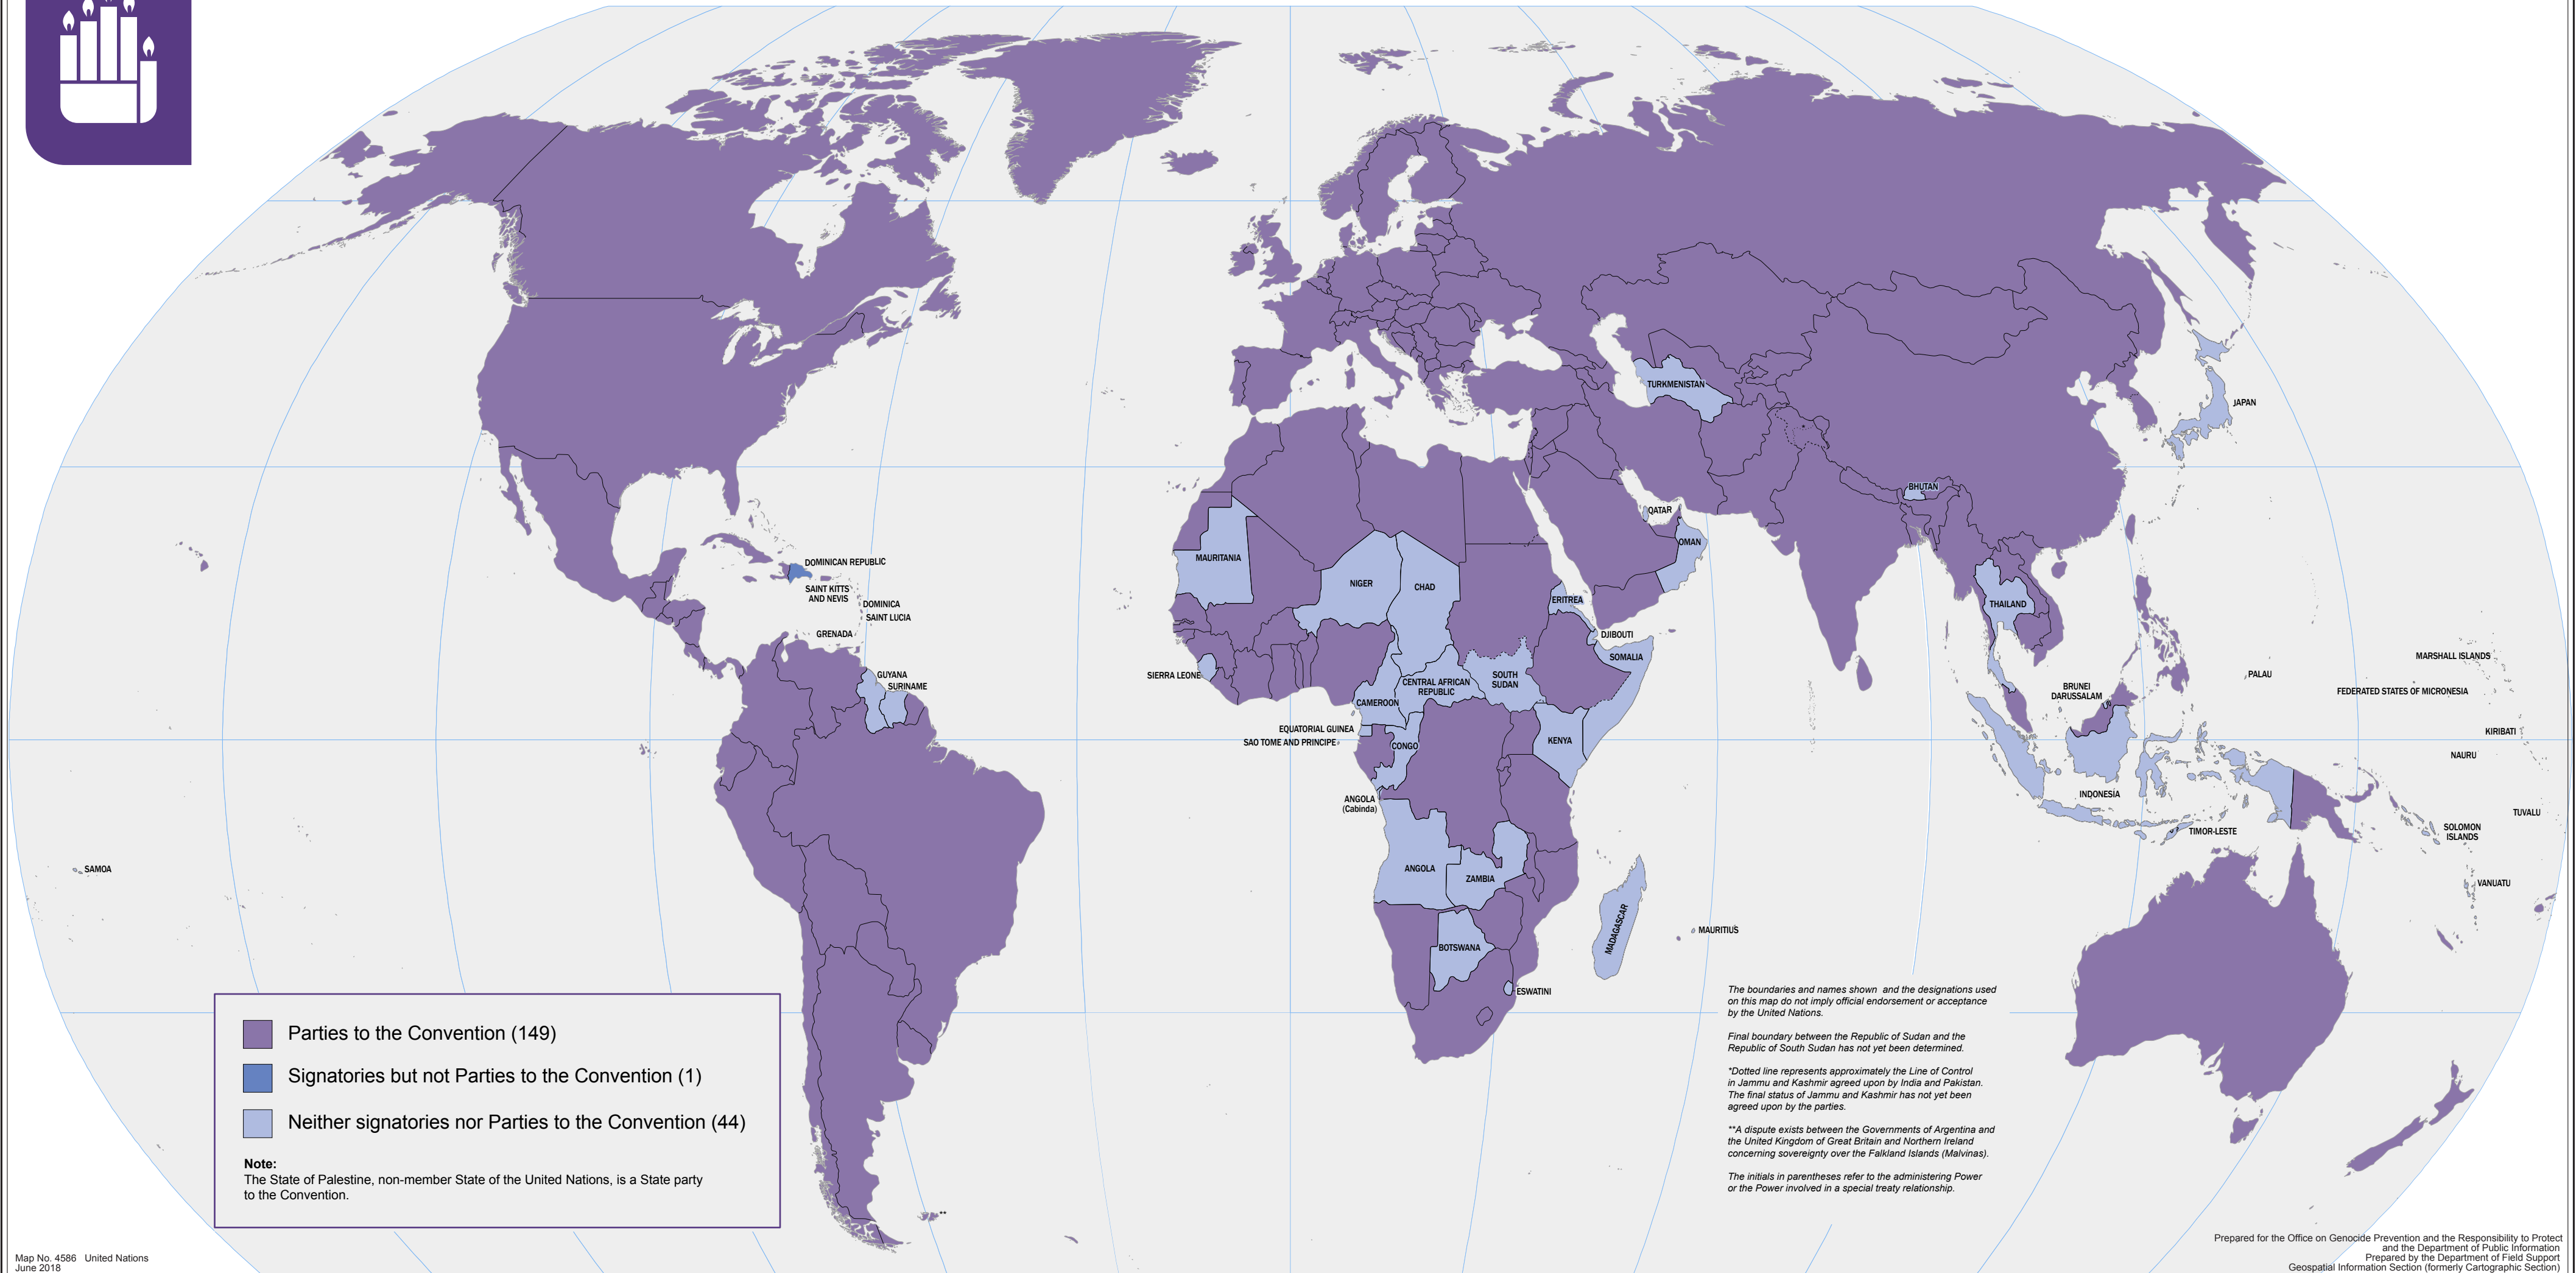 TURKMENISTAN
JAPAN
BHUTAN
QATAR
OMAN
MAURITANIA
NIGER
CHAD
ERITREA
DJIBOUTI
SOMALIA
THAILAND
DOMINICAN REPUBLIC
SAINT KITTS
AND NEVIS
DOMINICA
SAINT LUCIA
GRENADA
GUYANA
SURINAME
SIERRA LEONE
CENTRAL AFRICAN
REPUBLIC
SOUTH
SUDAN
CAMEROON
EQUATORIAL GUINEA
SAO TOME AND PRINCIPE
CONGO
KENYA
BRUNEI
DARUSSALAM
PALAU
MARSHALL ISLANDS
FEDERATED STATES OF MICRONESIA
KIRIBATI
NAURU
INDONESIA
TUVALU
TIMOR-LESTE
SOLOMON
ISLANDS
VANUATU
SAMOA
ANGOLA
(Cabinda)
ANGOLA
ZAMBIA
MADAGASCAR
MAURITIUS
BOTSWANA
ESWATINI
Parties to the Convention (149)
Signatories but not Parties to the Convention (1)
Neither signatories nor Parties to the Convention (44)
Note:
The State of Palestine, non-member State of the United Nations, is a State party
to the Convention.
**
The boundaries and names shown and the designations used
on this map do not imply official endorsement or acceptance
by the United Nations.
Final boundary between the Republic of Sudan and the
Republic of South Sudan has not yet been determined.
*Dotted line represents approximately the Line of Control
in Jammu and Kashmir agreed upon by India and Pakistan.
The final status of Jammu and Kashmir has not yet been
agreed upon by the parties.
**A dispute exists between the Governments of Argentina and
the United Kingdom of Great Britain and Northern Ireland
concerning sovereignty over the Falkland Islands (Malvinas).
The initials in parentheses refer to the administering Power
or the Power involved in a special treaty relationship.
Map No. 4586 United Nations
June 2018
Prepared for the Office on Genocide Prevention and the Responsibility to Protect
and the Department of Public Information
Prepared by the Department of Field Support
Geospatial Information Section (formerly Cartographic Section)